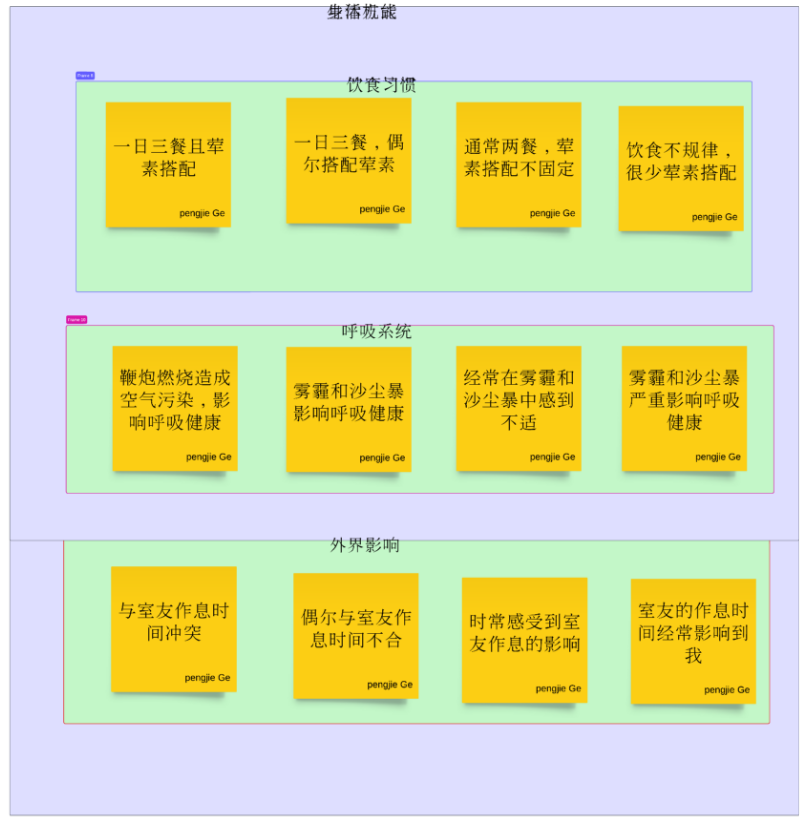 饮食习惯
一日三餐且荤
素搭配
pengjie Ge
一日三餐，偶
尔搭配荤素
pengjie Ge
通常两餐，荤
素搭配不固定
pengjie Ge
饮食不规律，
很少荤素搭配
pengjie Ge
呼吸系统
鞭炮燃烧造成
空气污染，影
响呼吸健康
pengjie Ge
雾霾和沙尘暴
影响呼吸健康
pengjie Ge
经常在雾霾和
沙尘暴中感到
不适
pengjie Ge
雾霾和沙尘暴
严重影响呼吸
健康
pengjie Ge
外界影响
与室友作息时
间冲突
pengjie Ge
偶尔与室友作
息时间不合
pengjie Ge
时常感受到室
友作息的影响
pengjie Ge
室友的作息时
间经常影响到
我
pengjie Ge